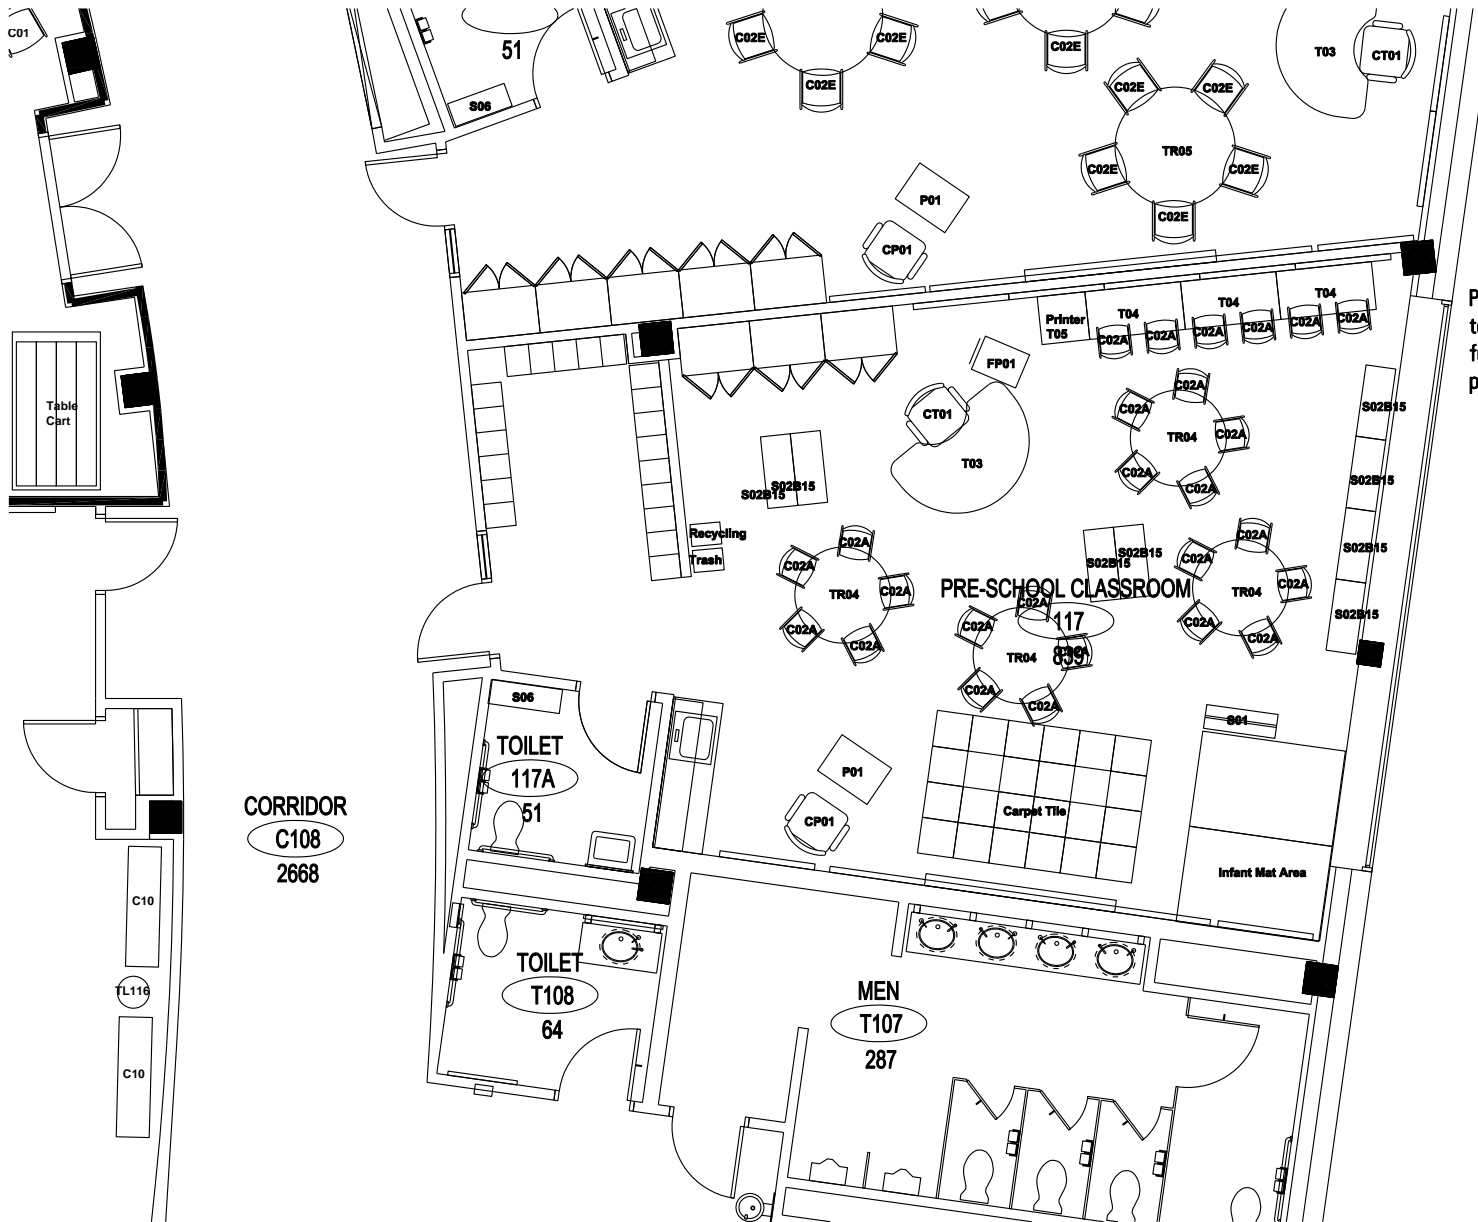 C01
51
S06
C02E
C02E
C02E
C02E
T03
CT01
C02E
C02E
TR05
C02E
C02E
C02E
P01
CP01
Printer
T05
T04
T04
T04
C02A
C02A
C02A
C02A
C02A
C02A
FP01
CT01
T03
Table
Cart
C02A
C02A
TR04
C02A
C02A
C02A
S02B15
S02B15
S02B15
S02B15
S02B15
S02B15
Recycling
Trash
C02A
C02A
TR04
C02A
C02A
C02A
S02B15
S02B15
C02A
C02A
TR04
C02A
C02A
C02A
PRE-SCHOOL CLASSROOM
117
839
C02A
C02A
TR04
C02A
C02A
C02A
S06
TOILET
117A
51
S01
P01
CP01
Carpet Tile
Infant Mat Area
CORRIDOR
C108
2668
C10
TL116
C10
TOILET
T108
64
MEN
T107
287